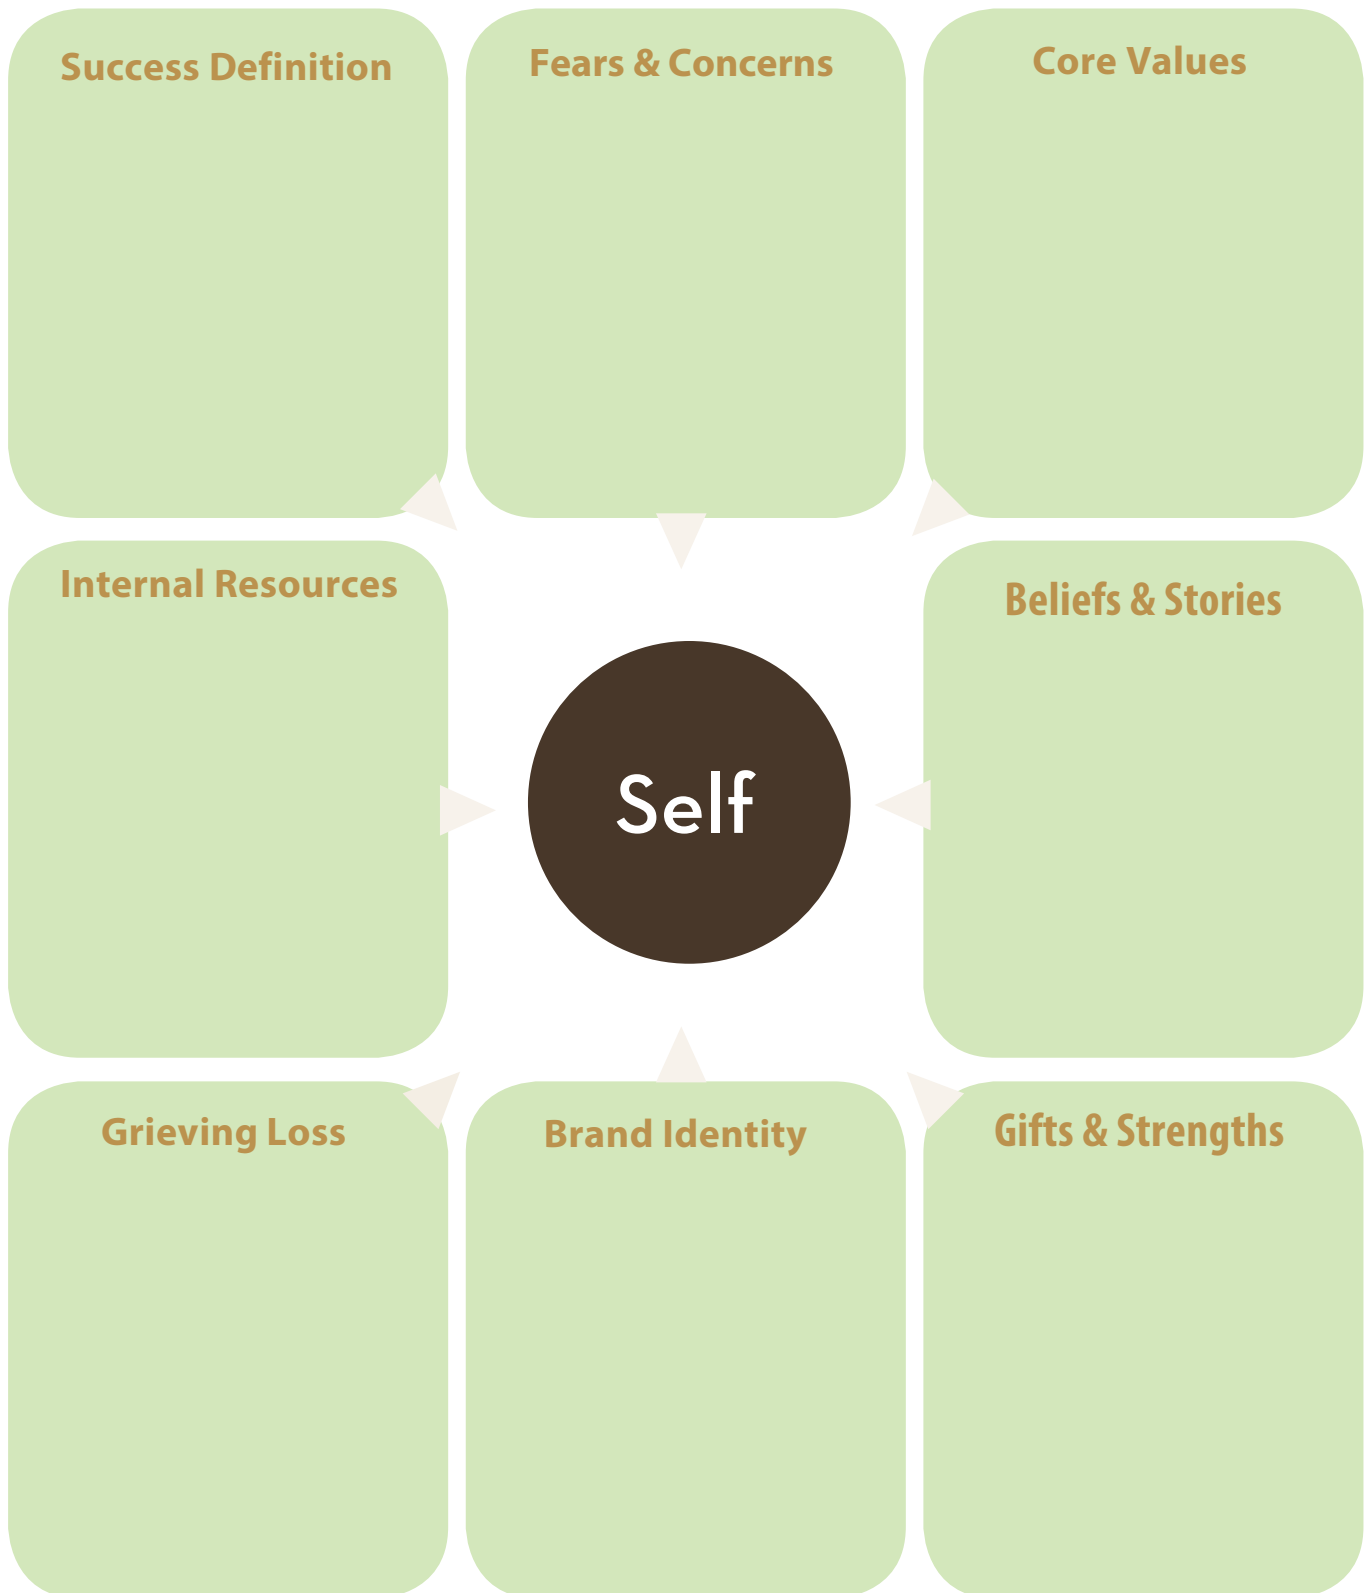 Success Definition
Fears & Concerns
Core Values
Internal Resources
Beliefs & Stories
Self
Grieving Loss
Brand Identity
Gifts & Strengths